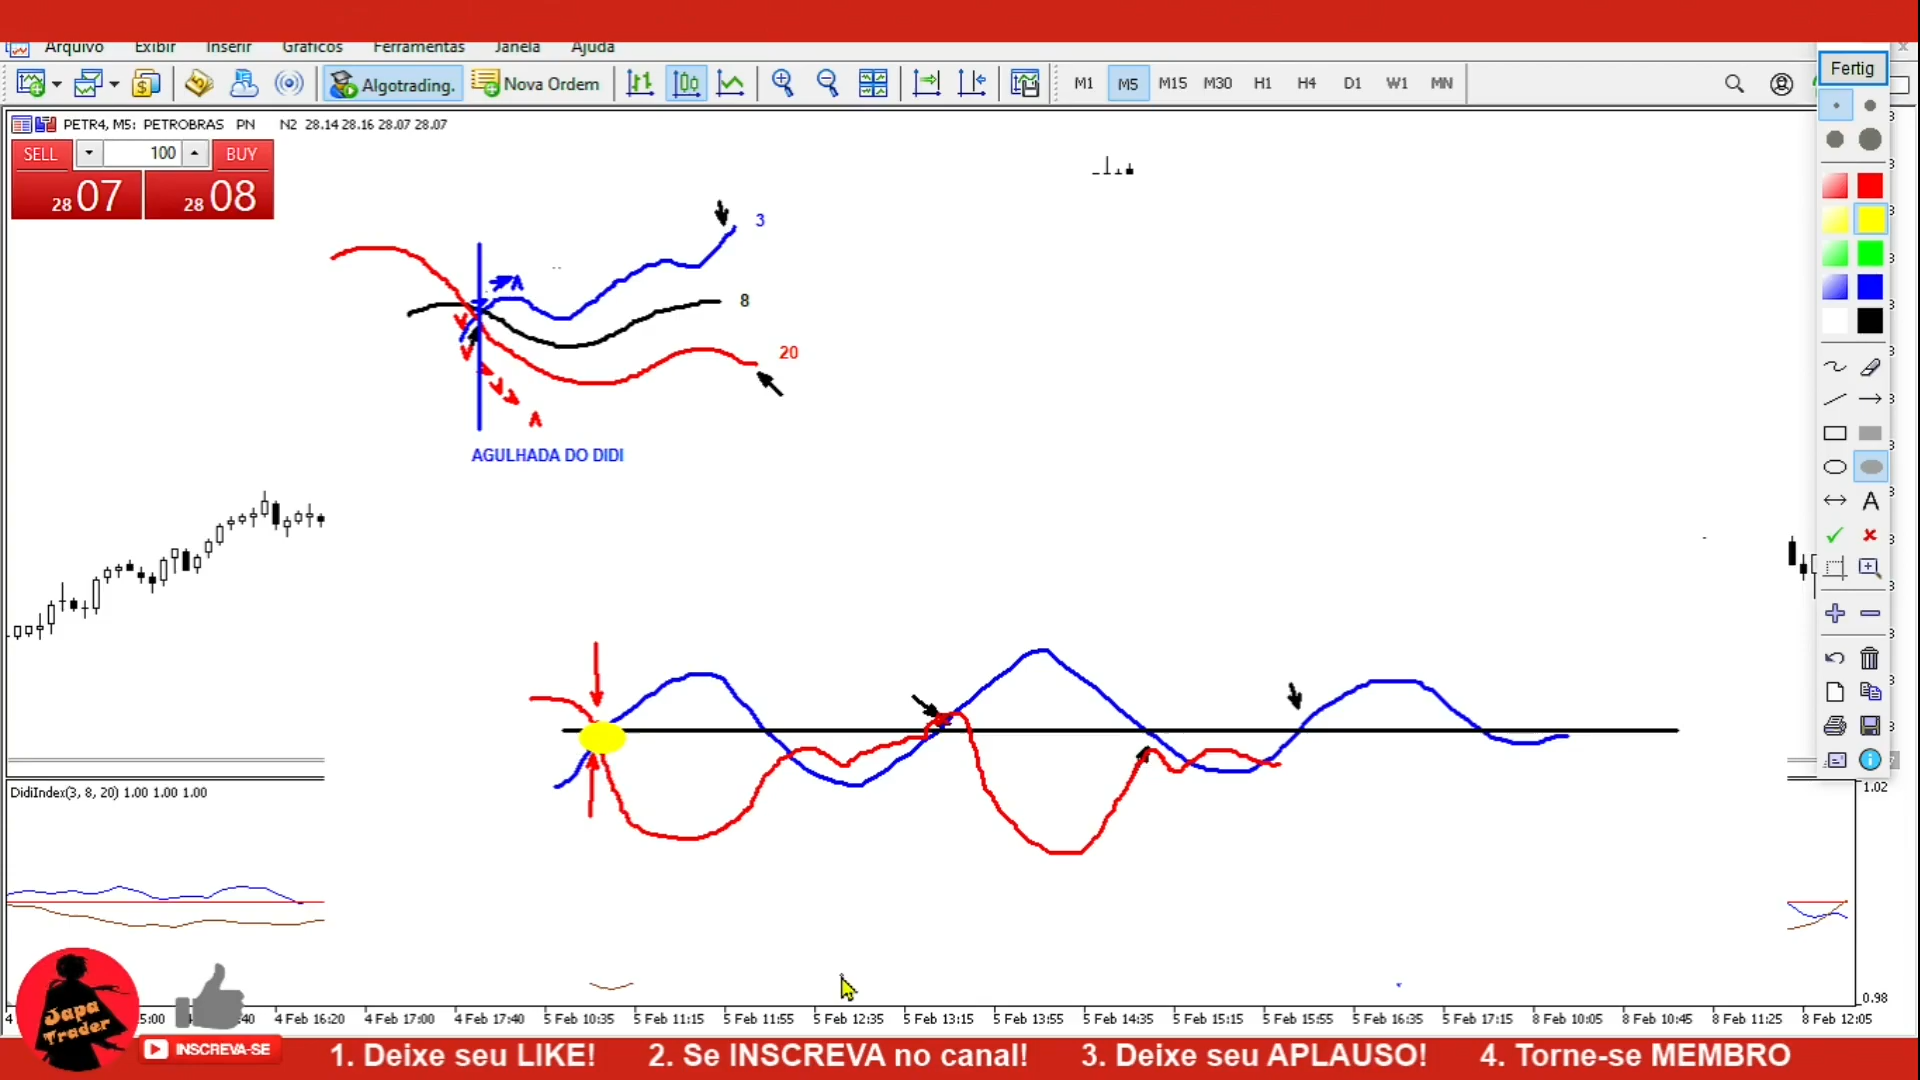 Arquivo Exibir Inserir Gráficos Ferramentas Janela Ajuda
Fertig
Algotrading. Nova Ordem M1 M5 M15 M30 H1 H4 D1 W1 MN
PETR4, M5: PETROBRAS PN N2 28.14 28.16 28.07 28.07
SELL 100 BUY
28 07 28 08
3
8
20
AGULHADA DO DIDI
A
DidiIndex(3, 8, 20) 1.00 1.00 1.00
1.02
0.98
4 Feb 16:20 4 Feb 17:00 4 Feb 17:40 5 Feb 10:35 5 Feb 11:15 5 Feb 11:55 5 Feb 12:35 5 Feb 13:15 5 Feb 13:55 5 Feb 14:35 5 Feb 15:15 5 Feb 15:55 5 Feb 16:35 5 Feb 17:15 8 Feb 10:05 8 Feb 10:45 8 Feb 11:25 8 Feb 12:05
Japa
Trader
INSCREVA-SE
1. Deixe seu LIKE! 2. Se INSCREVA no canal! 3. Deixe seu APLAUSO! 4. Torne-se MEMBRO